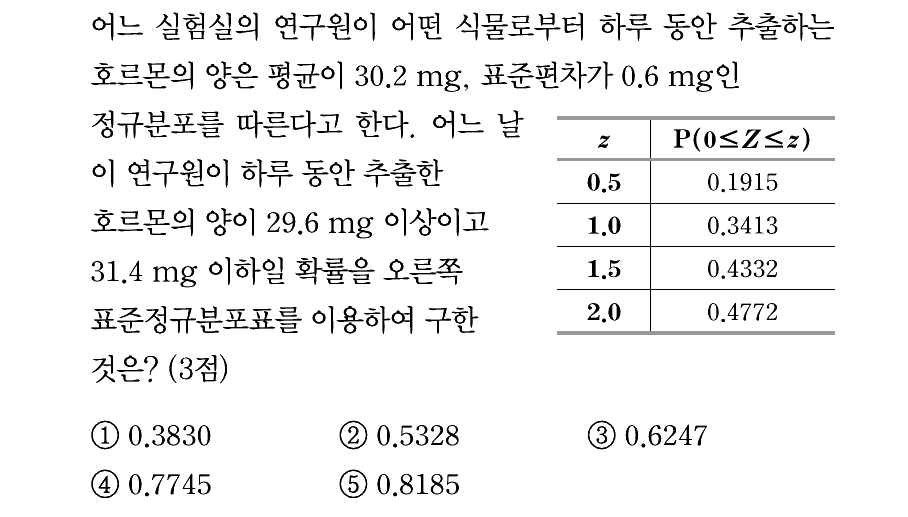 어느 실험실의 연구원이 어떤 식물로부터 하루 동안 추출하는
호르몬의 양은 평균이 30.2 mg, 표준편차가 0.6 mg인
정규분포를 따른다고 한다. 어느 날
이 연구원이 하루 동안 추출한
호르몬의 양이 29.6 mg 이상이고
31.4 mg 이하일 확률을 오른쪽
표준정규분포표를 이용하여 구한
것은? (3점)
z P(0≤Z≤z)
0.5 0.1915
1.0 0.3413
1.5 0.4332
2.0 0.4772
① 0.3830 ② 0.5328 ③ 0.6247
④ 0.7745 ⑤ 0.8185